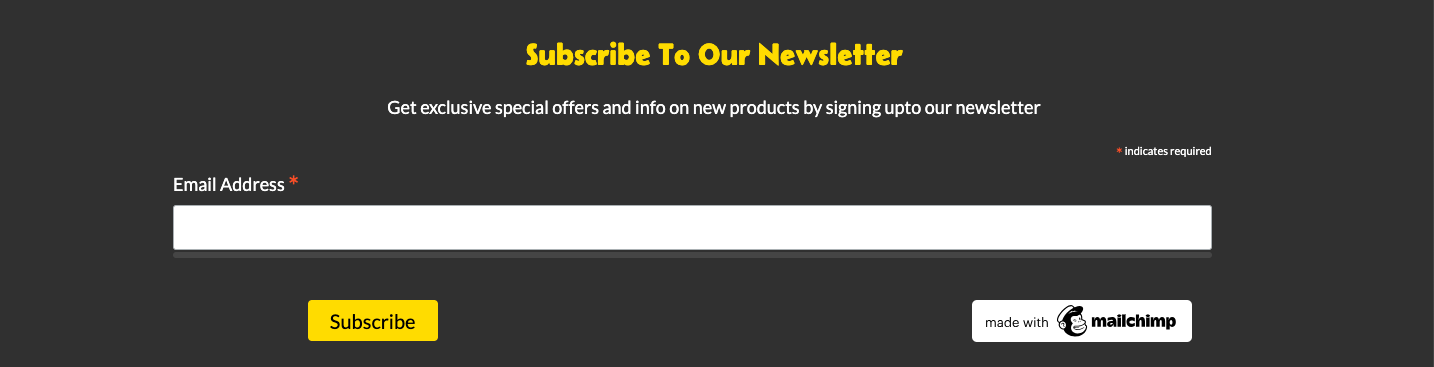 Subscribe To Our Newsletter
Get exclusive special offers and info on new products by signing upto our newsletter
* indicates required
Email Address *
Subscribe
made with mailchimp